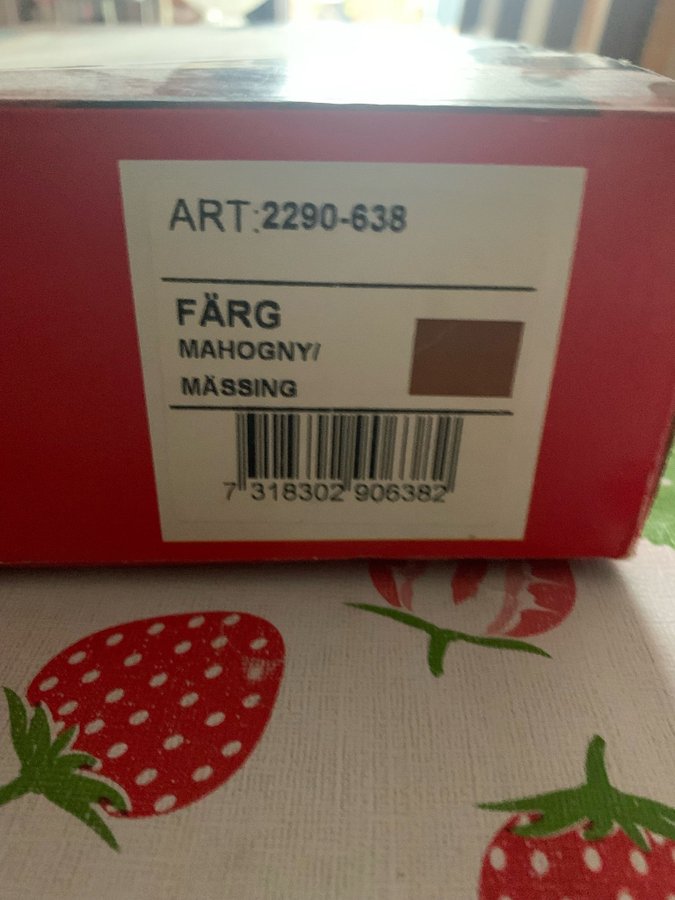 ART:2290-638
FÄRG
MAHOGNY/
MÄSSING
7 318302 906382